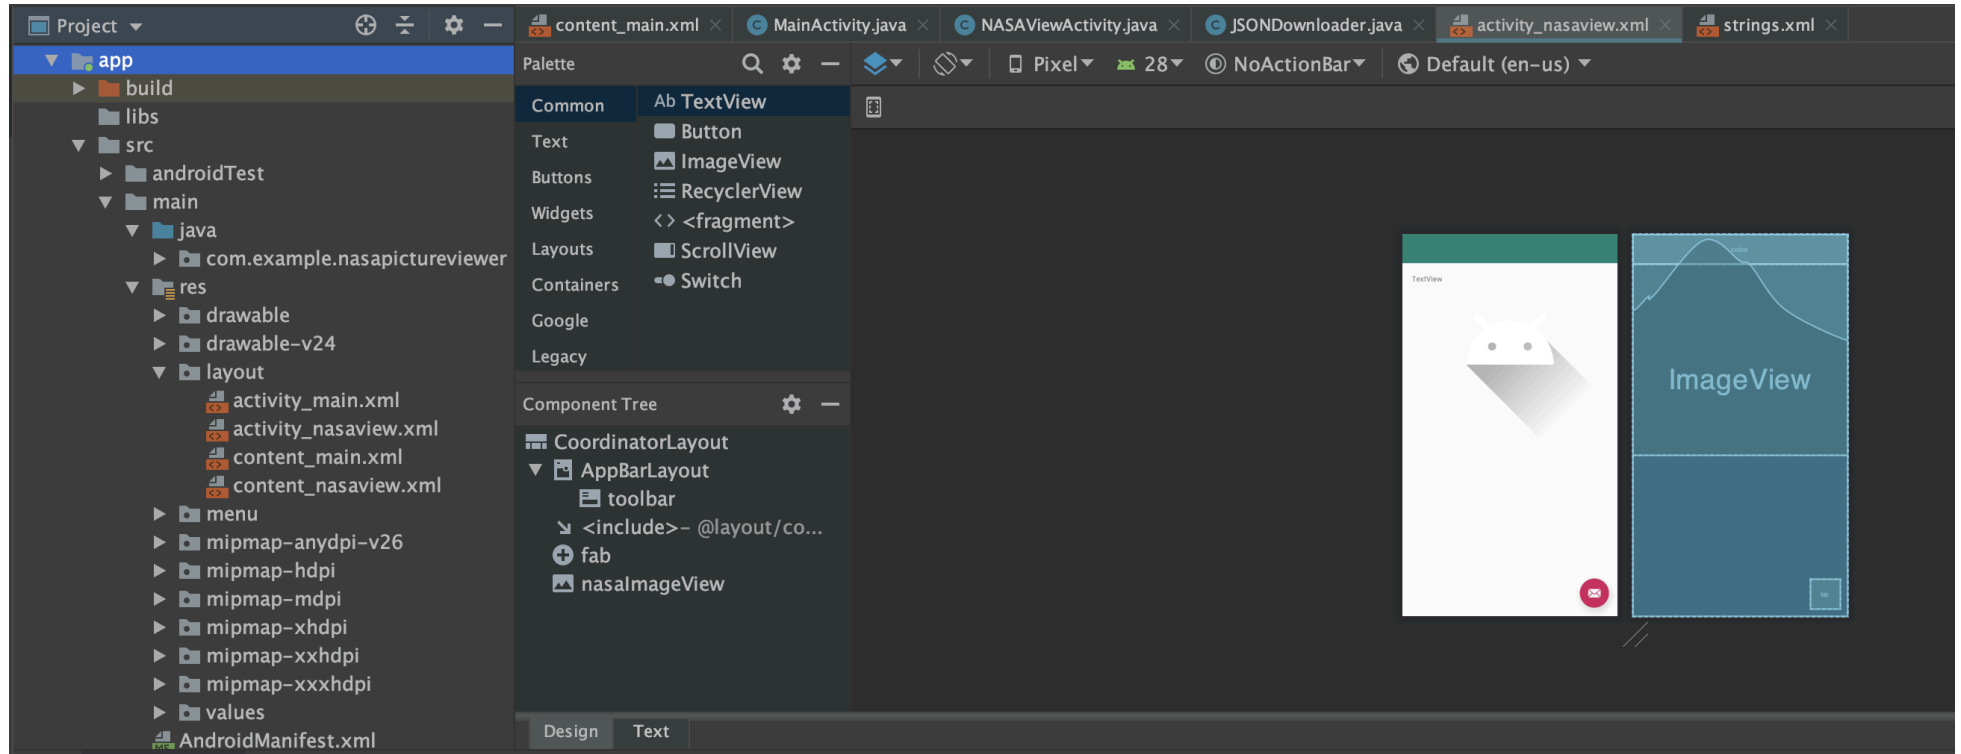 Project
content_main.xml
MainActivity.java
NASAViewActivity.java
JSONDownloader.java
activity_nasaview.xml
strings.xml
app
build
libs
src
androidTest
main
java
com.example.nasapictureviewer
res
drawable
drawable-v24
layout
activity_main.xml
activity_nasaview.xml
content_main.xml
content_nasaview.xml
menu
mipmap-anydpi-v26
mipmap-hdpi
mipmap-mdpi
mipmap-xhdpi
mipmap-xxhdpi
mipmap-xxxhdpi
values
AndroidManifest.xml
Palette
Common
Text
Buttons
Widgets
Layouts
Containers
Google
Legacy
Ab TextView
Button
ImageView
RecyclerView
<fragment>
ScrollView
Switch
Component Tree
CoordinatorLayout
AppBarLayout
toolbar
<include>- @layout/co...
fab
nasaImageView
Design Text
Pixel 28 NoActionBar Default (en-us)
TextView
toolbar
ImageView
fab